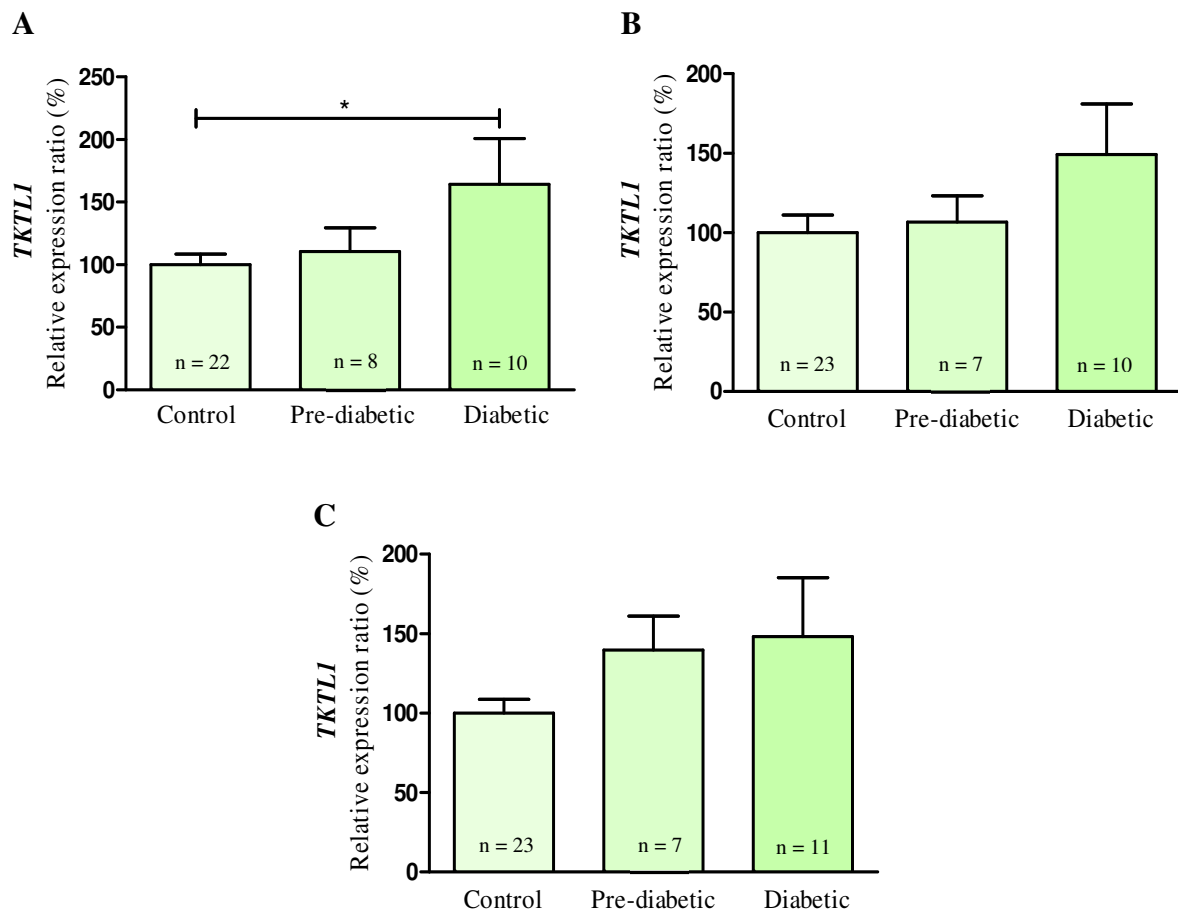 A
TKTL1
Relative expression ratio (%)
250
200
150
100
50
0
*
n = 22
n = 8
n = 10
Control
Pre-diabetic
Diabetic
B
TKTL1
Relative expression ratio (%)
200
150
100
50
0
n = 23
n = 7
n = 10
Control
Pre-diabetic
Diabetic
C
TKTL1
Relative expression ratio (%)
200
150
100
50
0
n = 23
n = 7
n = 11
Control
Pre-diabetic
Diabetic